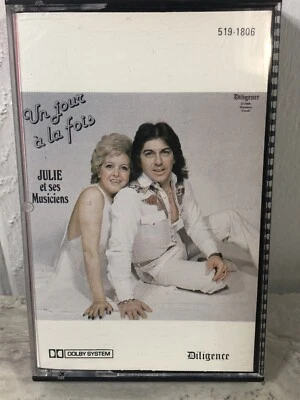 519-1806
Un jour
à la fois
Diligence
JULIE
et ses
Musiciens
DOLBY SYSTEM
Diligence